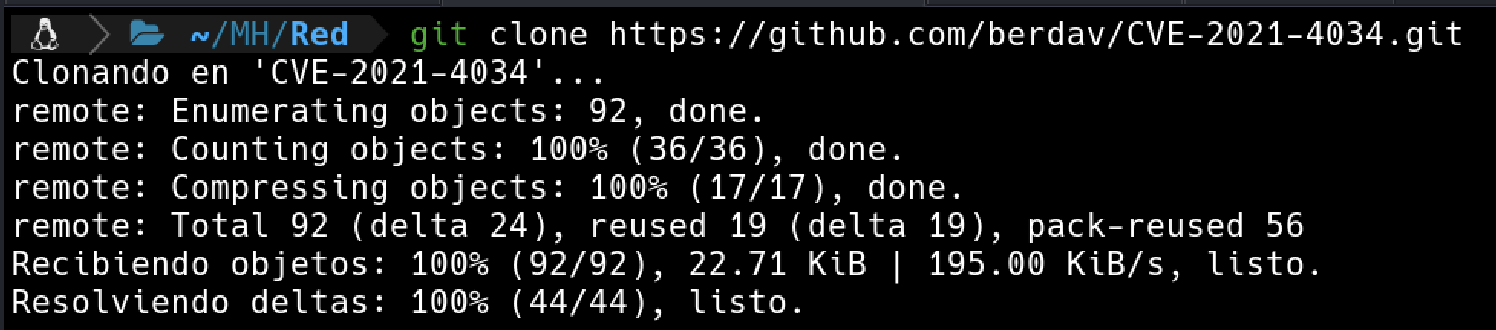 ~/MH/Red git clone https://github.com/berdav/CVE-2021-4034.git
Clonando en 'CVE-2021-4034'...
remote: Enumerating objects: 92, done.
remote: Counting objects: 100% (36/36), done.
remote: Compressing objects: 100% (17/17), done.
remote: Total 92 (delta 24), reused 19 (delta 19), pack-reused 56
Recibiendo objetos: 100% (92/92), 22.71 KiB | 195.00 KiB/s, listo.
Resolviendo deltas: 100% (44/44), listo.